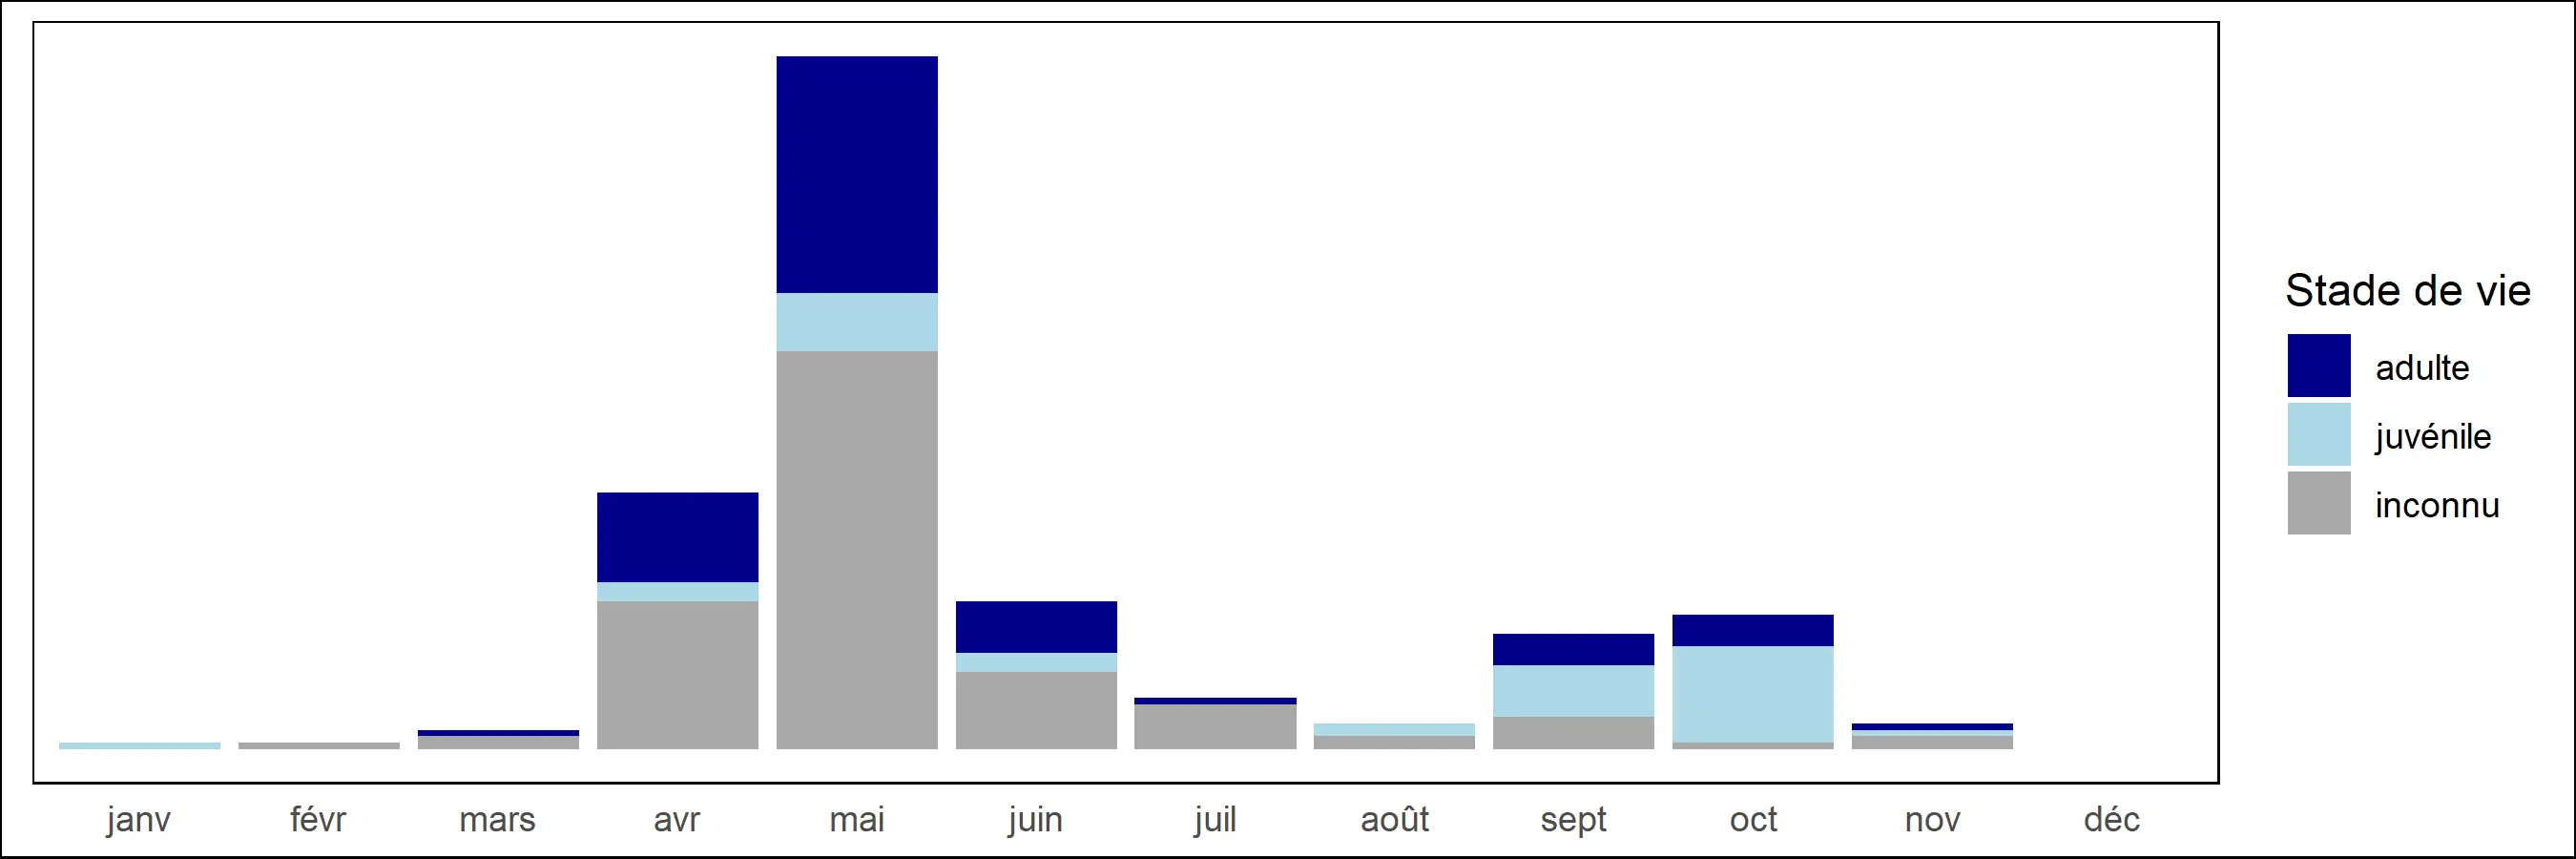 Stade de vie
adulte
juvénile
inconnu
janv févr mars avr mai juin juil août sept oct nov déc